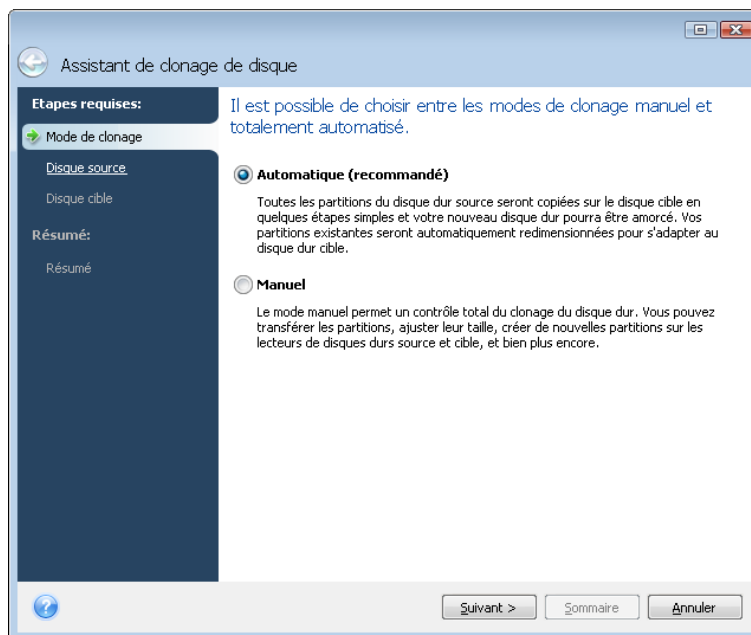 Assistant de clonage de disque
Etapes requises:
Mode de clonage
Disque source
Disque cible
Résumé:
Résumé
Il est possible de choisir entre les modes de clonage manuel et
totalement automatisé.
Automatique (recommandé)
Toutes les partitions du disque dur source seront copiées sur le disque cible en
quelques étapes simples et votre nouveau disque dur pourra être amorcé. Vos
partitions existantes seront automatiquement redimensionnées pour s'adapter au
disque dur cible.
Manuel
Le mode manuel permet un contrôle total du clonage du disque dur. Vous pouvez
transférer les partitions, ajuster leur taille, créer de nouvelles partitions sur les
lecteurs de disques durs source et cible, et bien plus encore.
?
Suivant >
Sommaire
Annuler